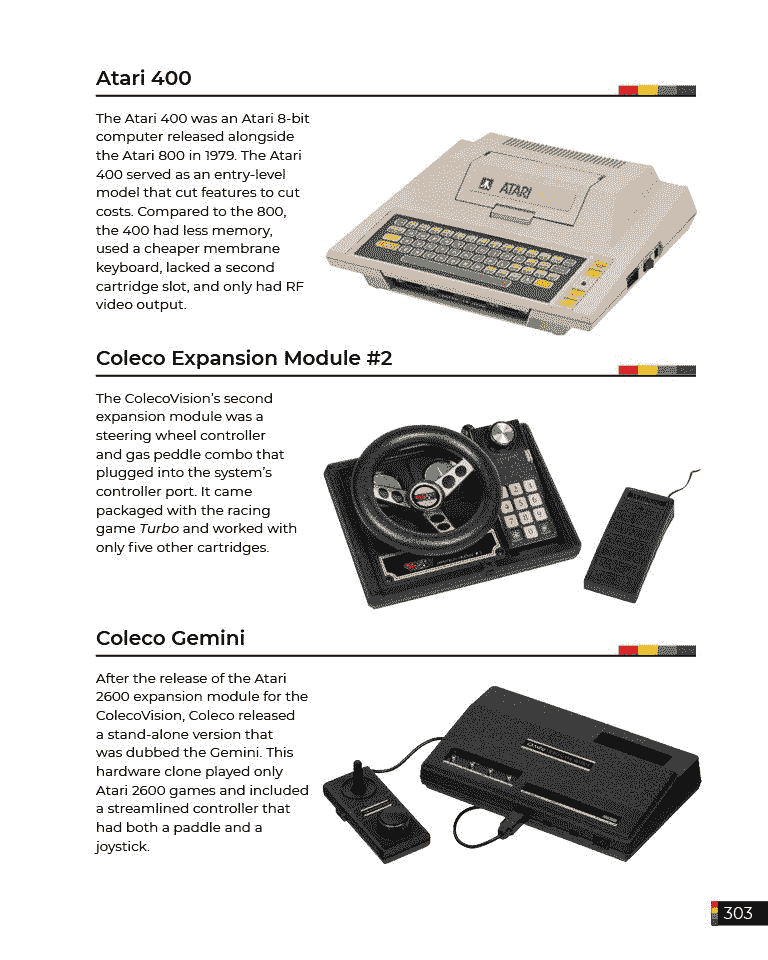 Atari 400
The Atari 400 was an Atari 8-bit
computer released alongside
the Atari 800 in 1979. The Atari
400 served as an entry-level
model that cut features to cut
costs. Compared to the 800,
the 400 had less memory,
used a cheaper membrane
keyboard, lacked a second
cartridge slot, and only had RF
video output.
ATARI
Coleco Expansion Module #2
The ColecoVision's second
expansion module was a
steering wheel controller
and gas peddle combo that
plugged into the system's
controller port. It came
packaged with the racing
game Turbo and worked with
only five other cartridges.
Coleco Gemini
After the release of the Atari
2600 expansion module for the
ColecoVision, Coleco released
a stand-alone version that
was dubbed the Gemini. This
hardware clone played only
Atari 2600 games and included
a streamlined controller that
had both a paddle and a
joystick.
303